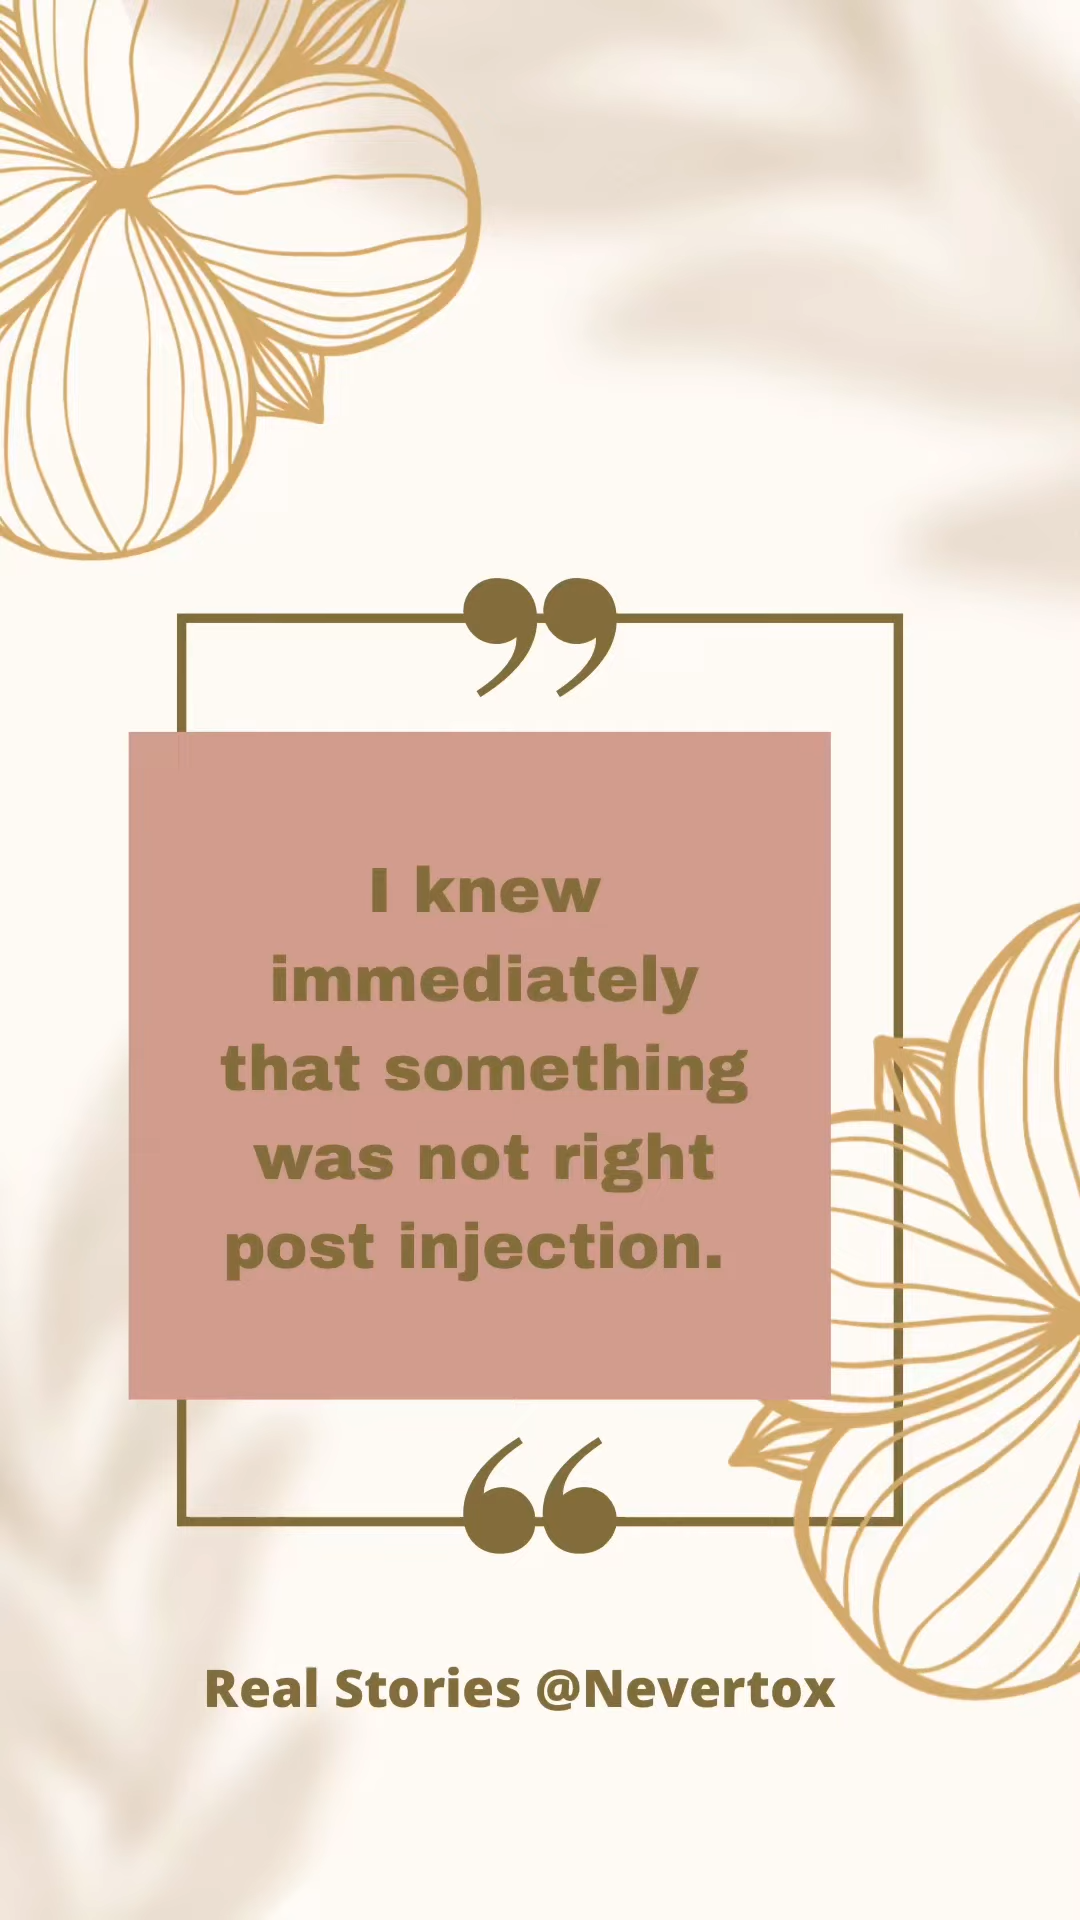 I knew
immediately
that something
was not right
post injection.
Real Stories @Nevertox